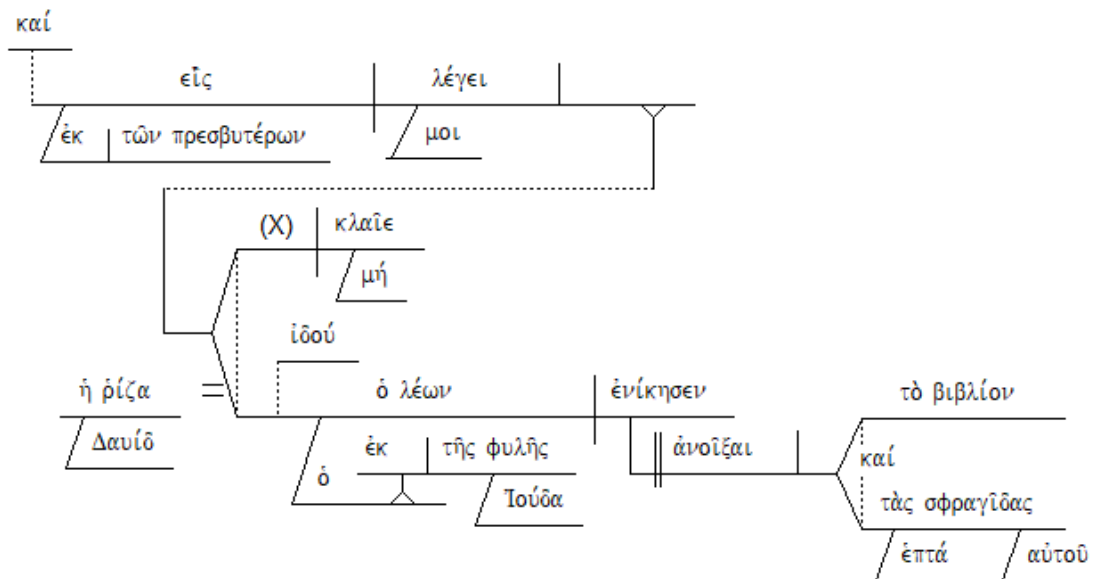 καί
εἷς λέγει
ἐκ τῶν πρεσβυτέρων μοι
(X) κλαῖε
μή
ἰδού
ἡ ῥίζα = ὁ λέων ἐνίκησεν τὸ βιβλίον
Δαυίδ ἐκ τῆς φυλῆς ἀνοῖξαι καί
ὁ Ἰούδα τὰς σφραγῖδας
ἑπτά αὐτοῦ